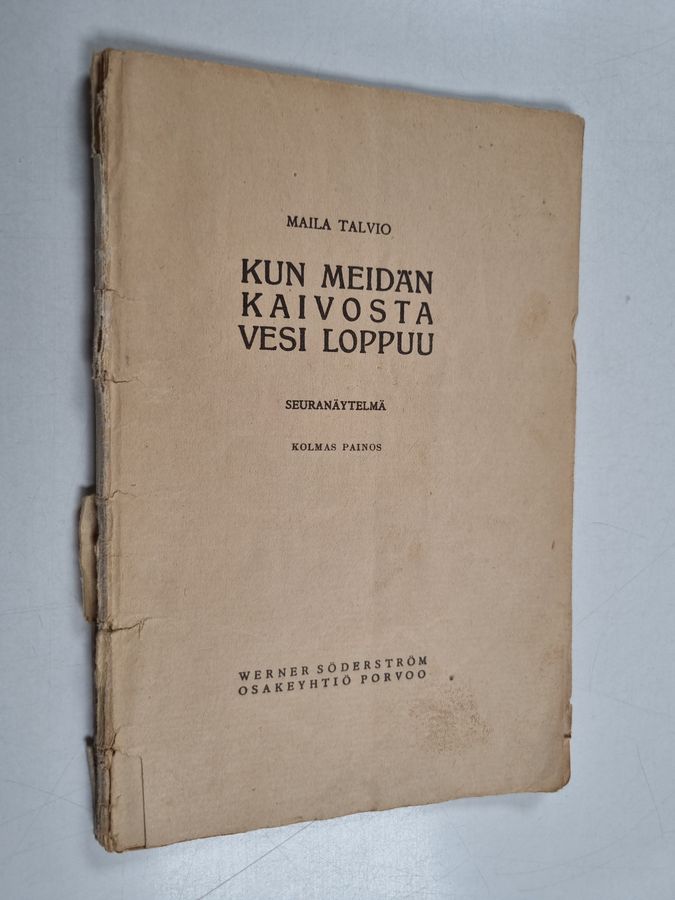 MAILA TALVIO
KUN MEIDÄN
KAIVOSTA
VESI LOPPUU
SEURANÄYTELMÄ
KOLMAS PAINOS
WERNER SÖDERSTRÖM
OSAKEYHTIÖ PORVOO